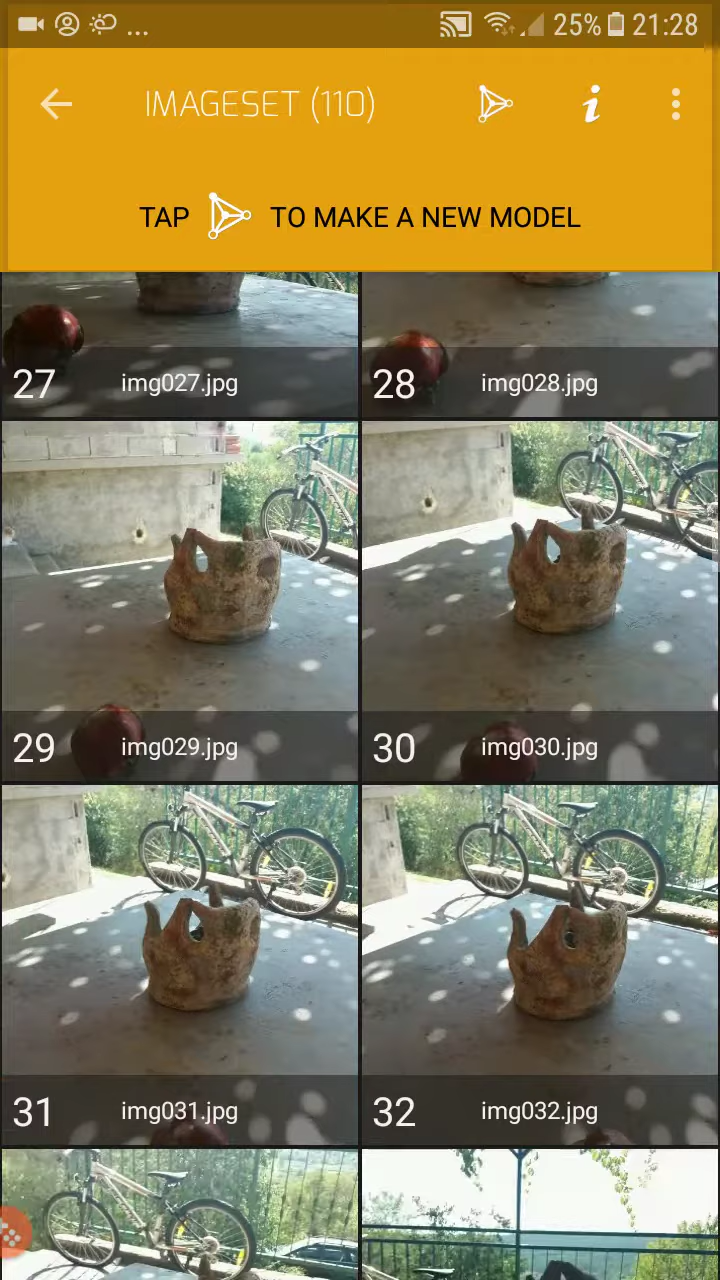 ... 25% 21:28
IMAGESET (110) i
TAP TO MAKE A NEW MODEL
27 img027.jpg
28 img028.jpg
29 img029.jpg
30 img030.jpg
31 img031.jpg
32 img032.jpg